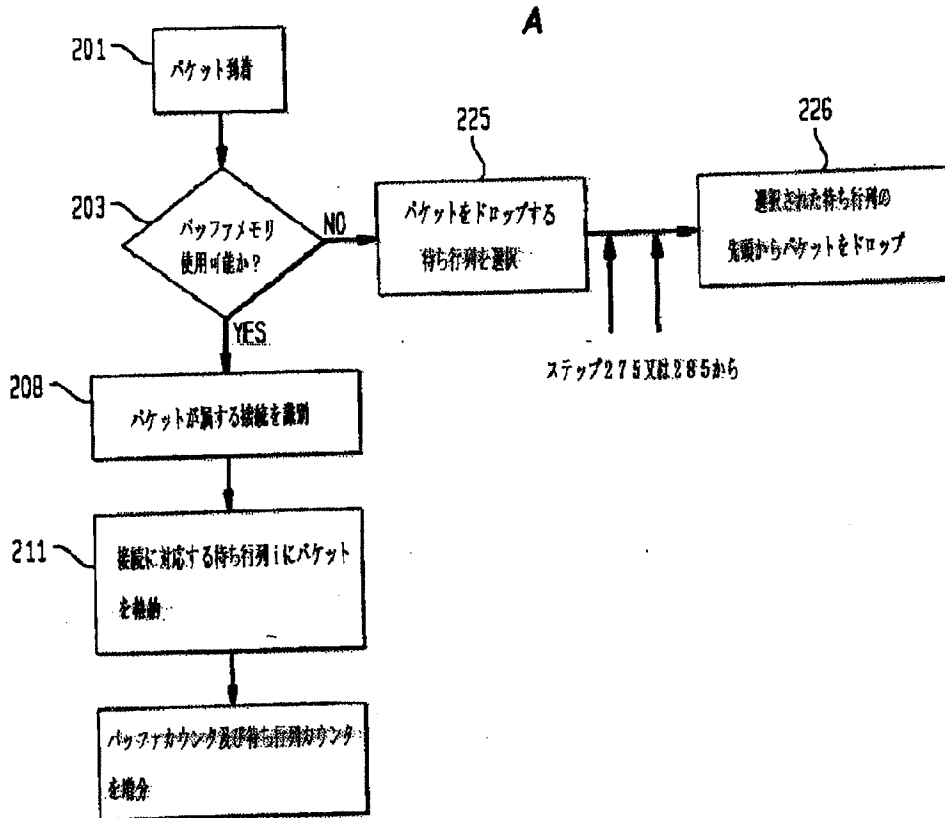 A
201
パケット到着
203
バッファメモリ
使用可能か?
NO
YES
225
パケットをドロップする
待ち行列を選択
226
選択された待ち行列の
先頭からパケットをドロップ
ステップ275又は285から
208
パケットが属する接続を識別
211
接続に対応する待ち行列iにパケット
を格納
バッファカウンタ及び待ち行列カウンタ
を増分